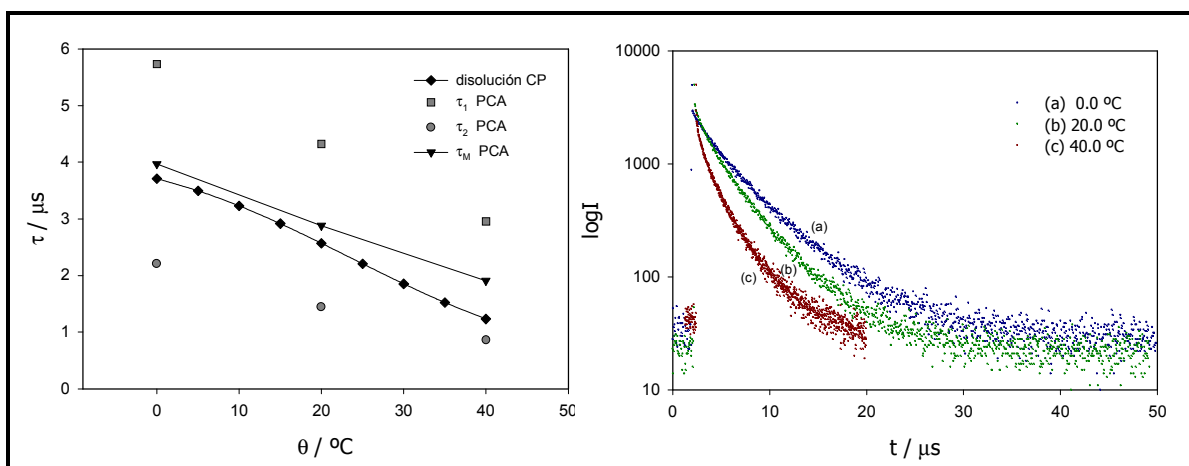 6
5
4
3
2
1
0
τ / μs
0 10 20 30 40 50
θ / ºC
disolución CP
τ1 PCA
τ2 PCA
τM PCA
10000
1000
100
10
logI
0 10 20 30 40 50
t / μs
(a) 0.0 ºC
(b) 20.0 ºC
(c) 40.0 ºC
(a)
(b)
(c)